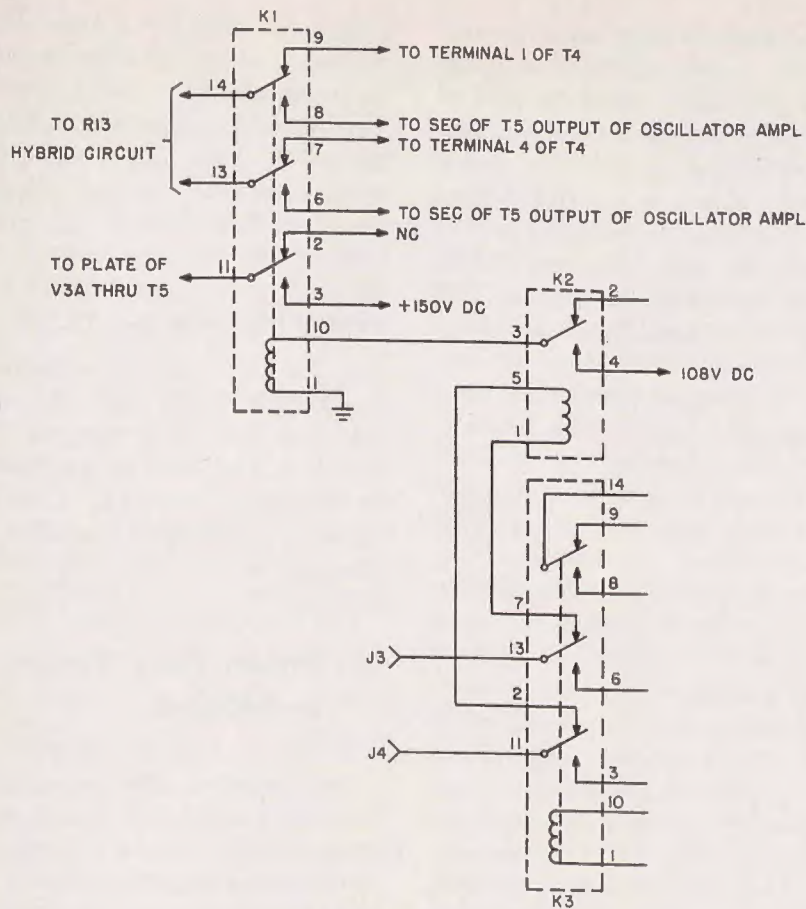 K1
9
TO TERMINAL 1 OF T4
14
TO R13
HYBRID CIRCUIT
8
TO SEC OF T5 OUTPUT OF OSCILLATOR AMPL
7
TO TERMINAL 4 OF T4
13
6
TO SEC OF T5 OUTPUT OF OSCILLATOR AMPL
2
NC
TO PLATE OF
V3A THRU T5
11
3
+150V DC
10
11
K2
2
3
4
108V DC
5
1
14
9
8
7
J3
13
6
2
J4
11
3
10
1
K3